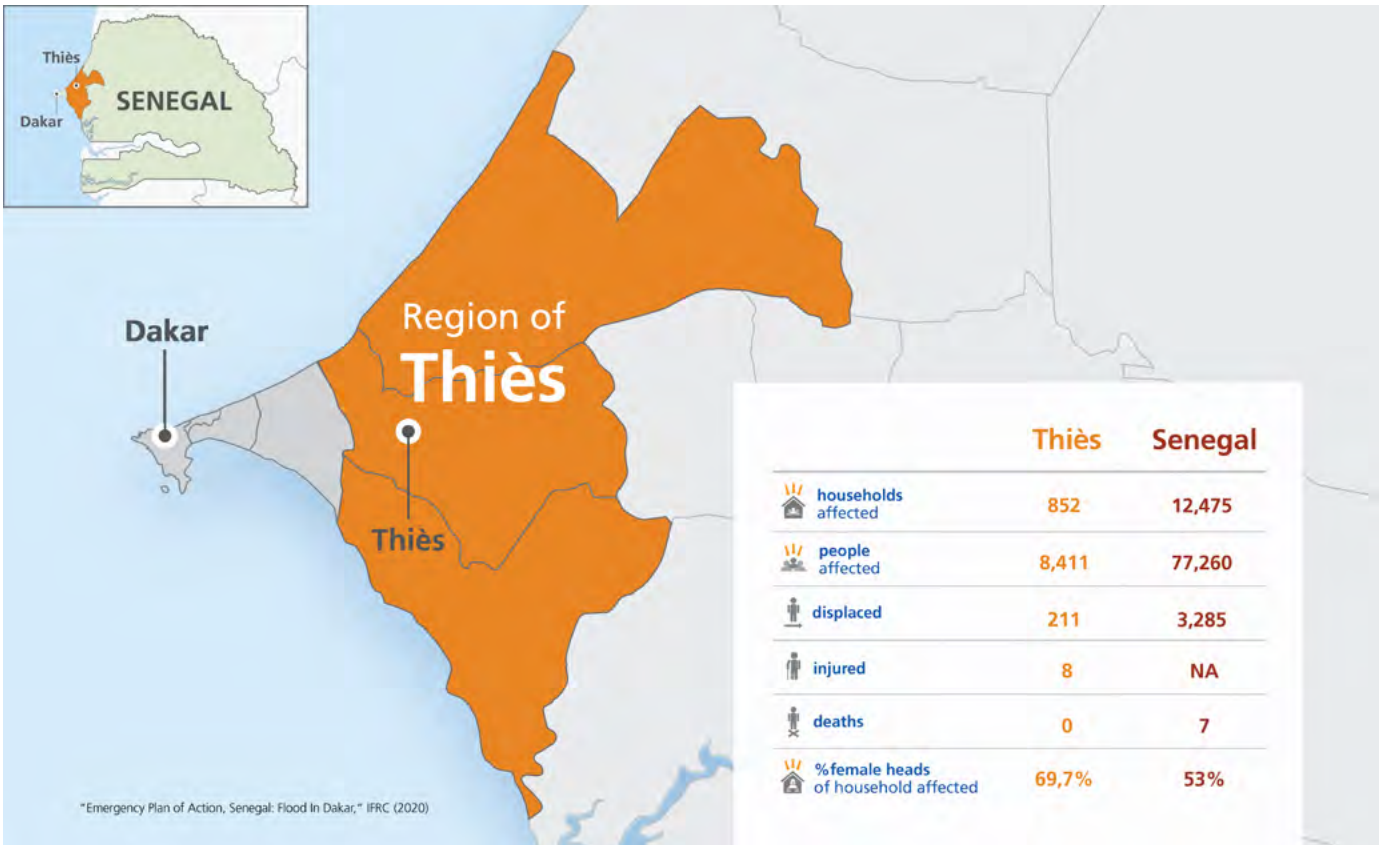 Thiès
SENEGAL
Dakar
Dakar
Region of
Thiès
Thiès
Thiès Senegal
households
affected
852 12,475
people
affected
8,411 77,260
displaced 211 3,285
injured 8 NA
deaths 0 7
%female heads
of household affected
69,7% 53%
"Emergency Plan of Action, Senegal: Flood In Dakar," IFRC (2020)